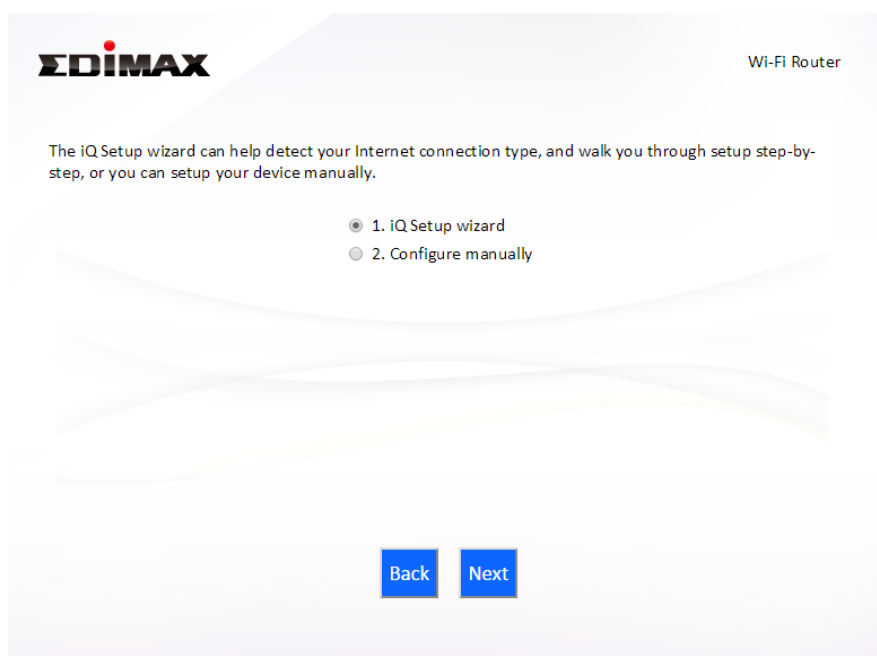 EDIMAX
Wi-Fi Router
The iQ Setup wizard can help detect your Internet connection type, and walk you through setup step-by-
step, or you can setup your device manually.
1. iQ Setup wizard
2. Configure manually
Back
Next